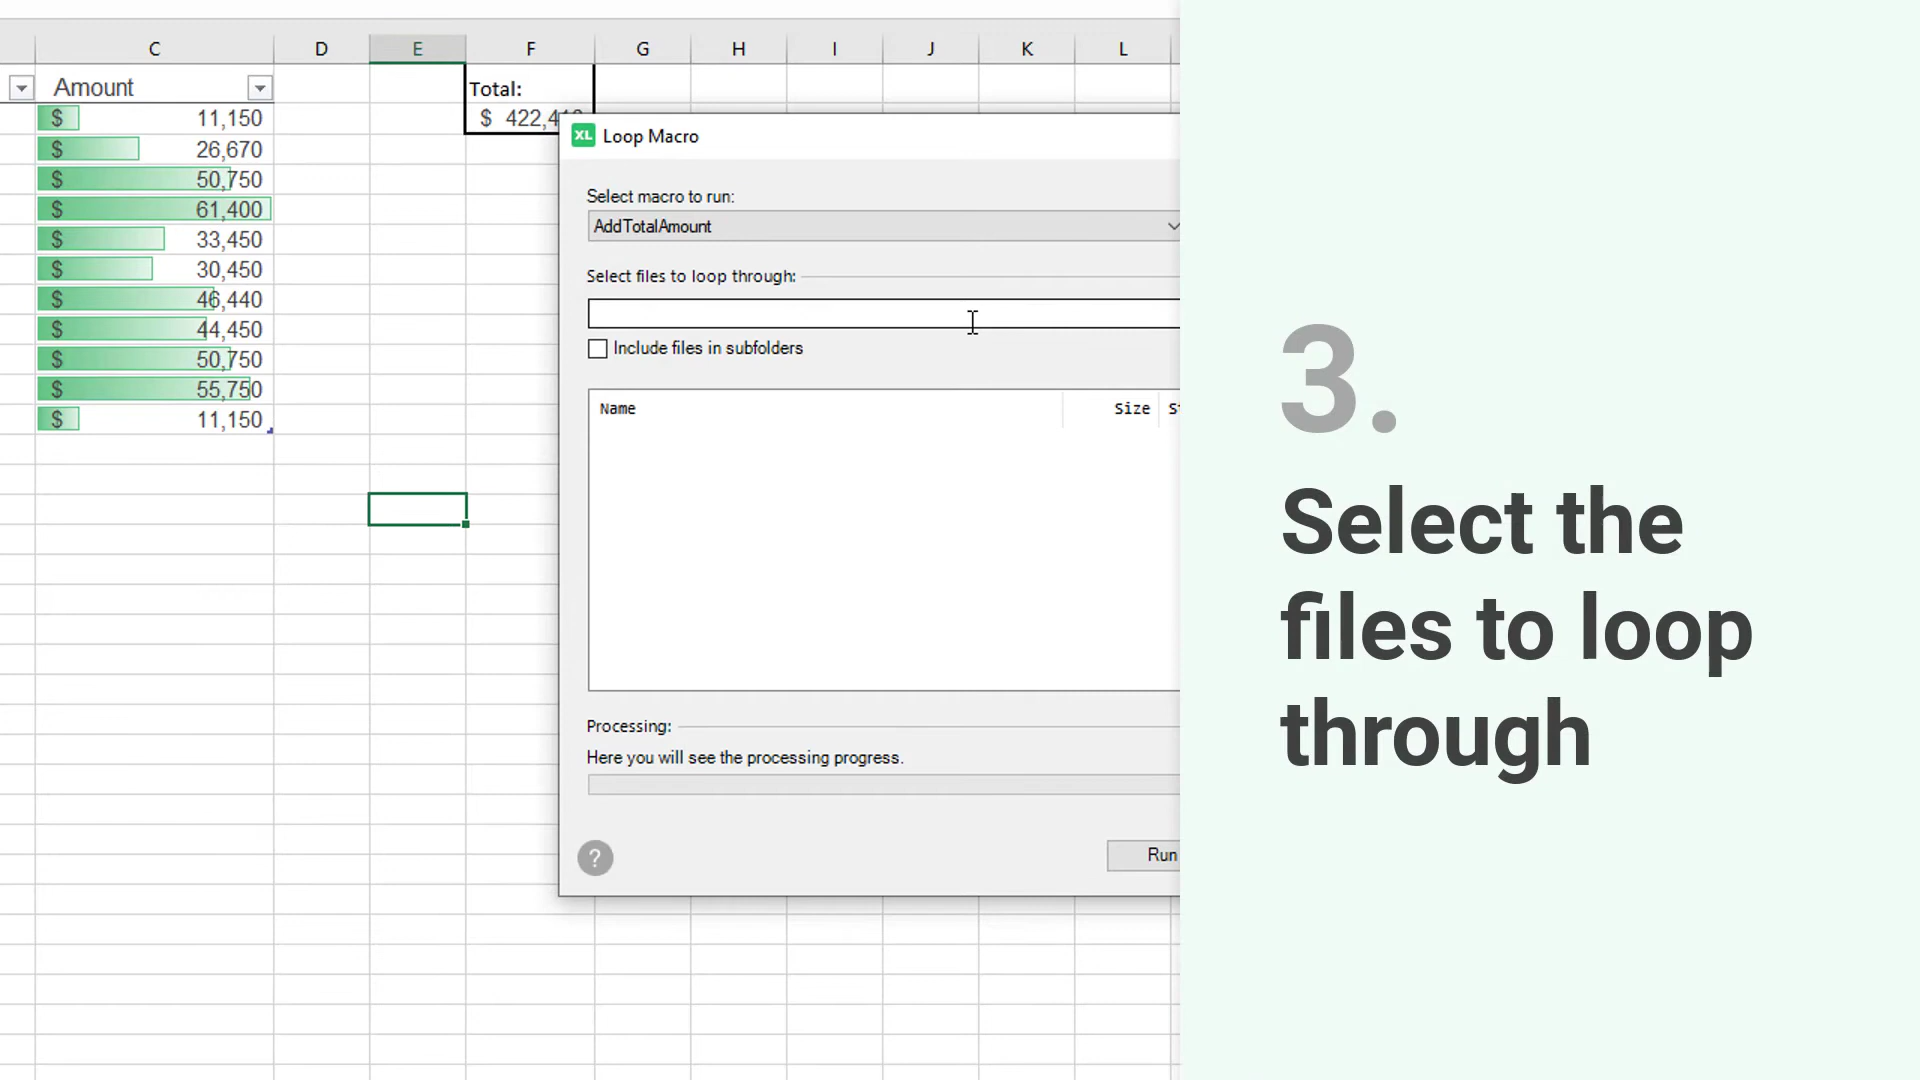 C D E F G H I J K L
Amount Total:
$ 11,150 $ 422,4
$ 26,670
$ 50,750
$ 61,400
$ 33,450
$ 30,450
$ 46,440
$ 44,450
$ 50,750
$ 55,750
$ 11,150
XL Loop Macro
Select macro to run:
AddTotalAmount
Select files to loop through:
Include files in subfolders
Name Size
Processing:
Here you will see the processing progress.
? Run
3.
Select the
files to loop
through